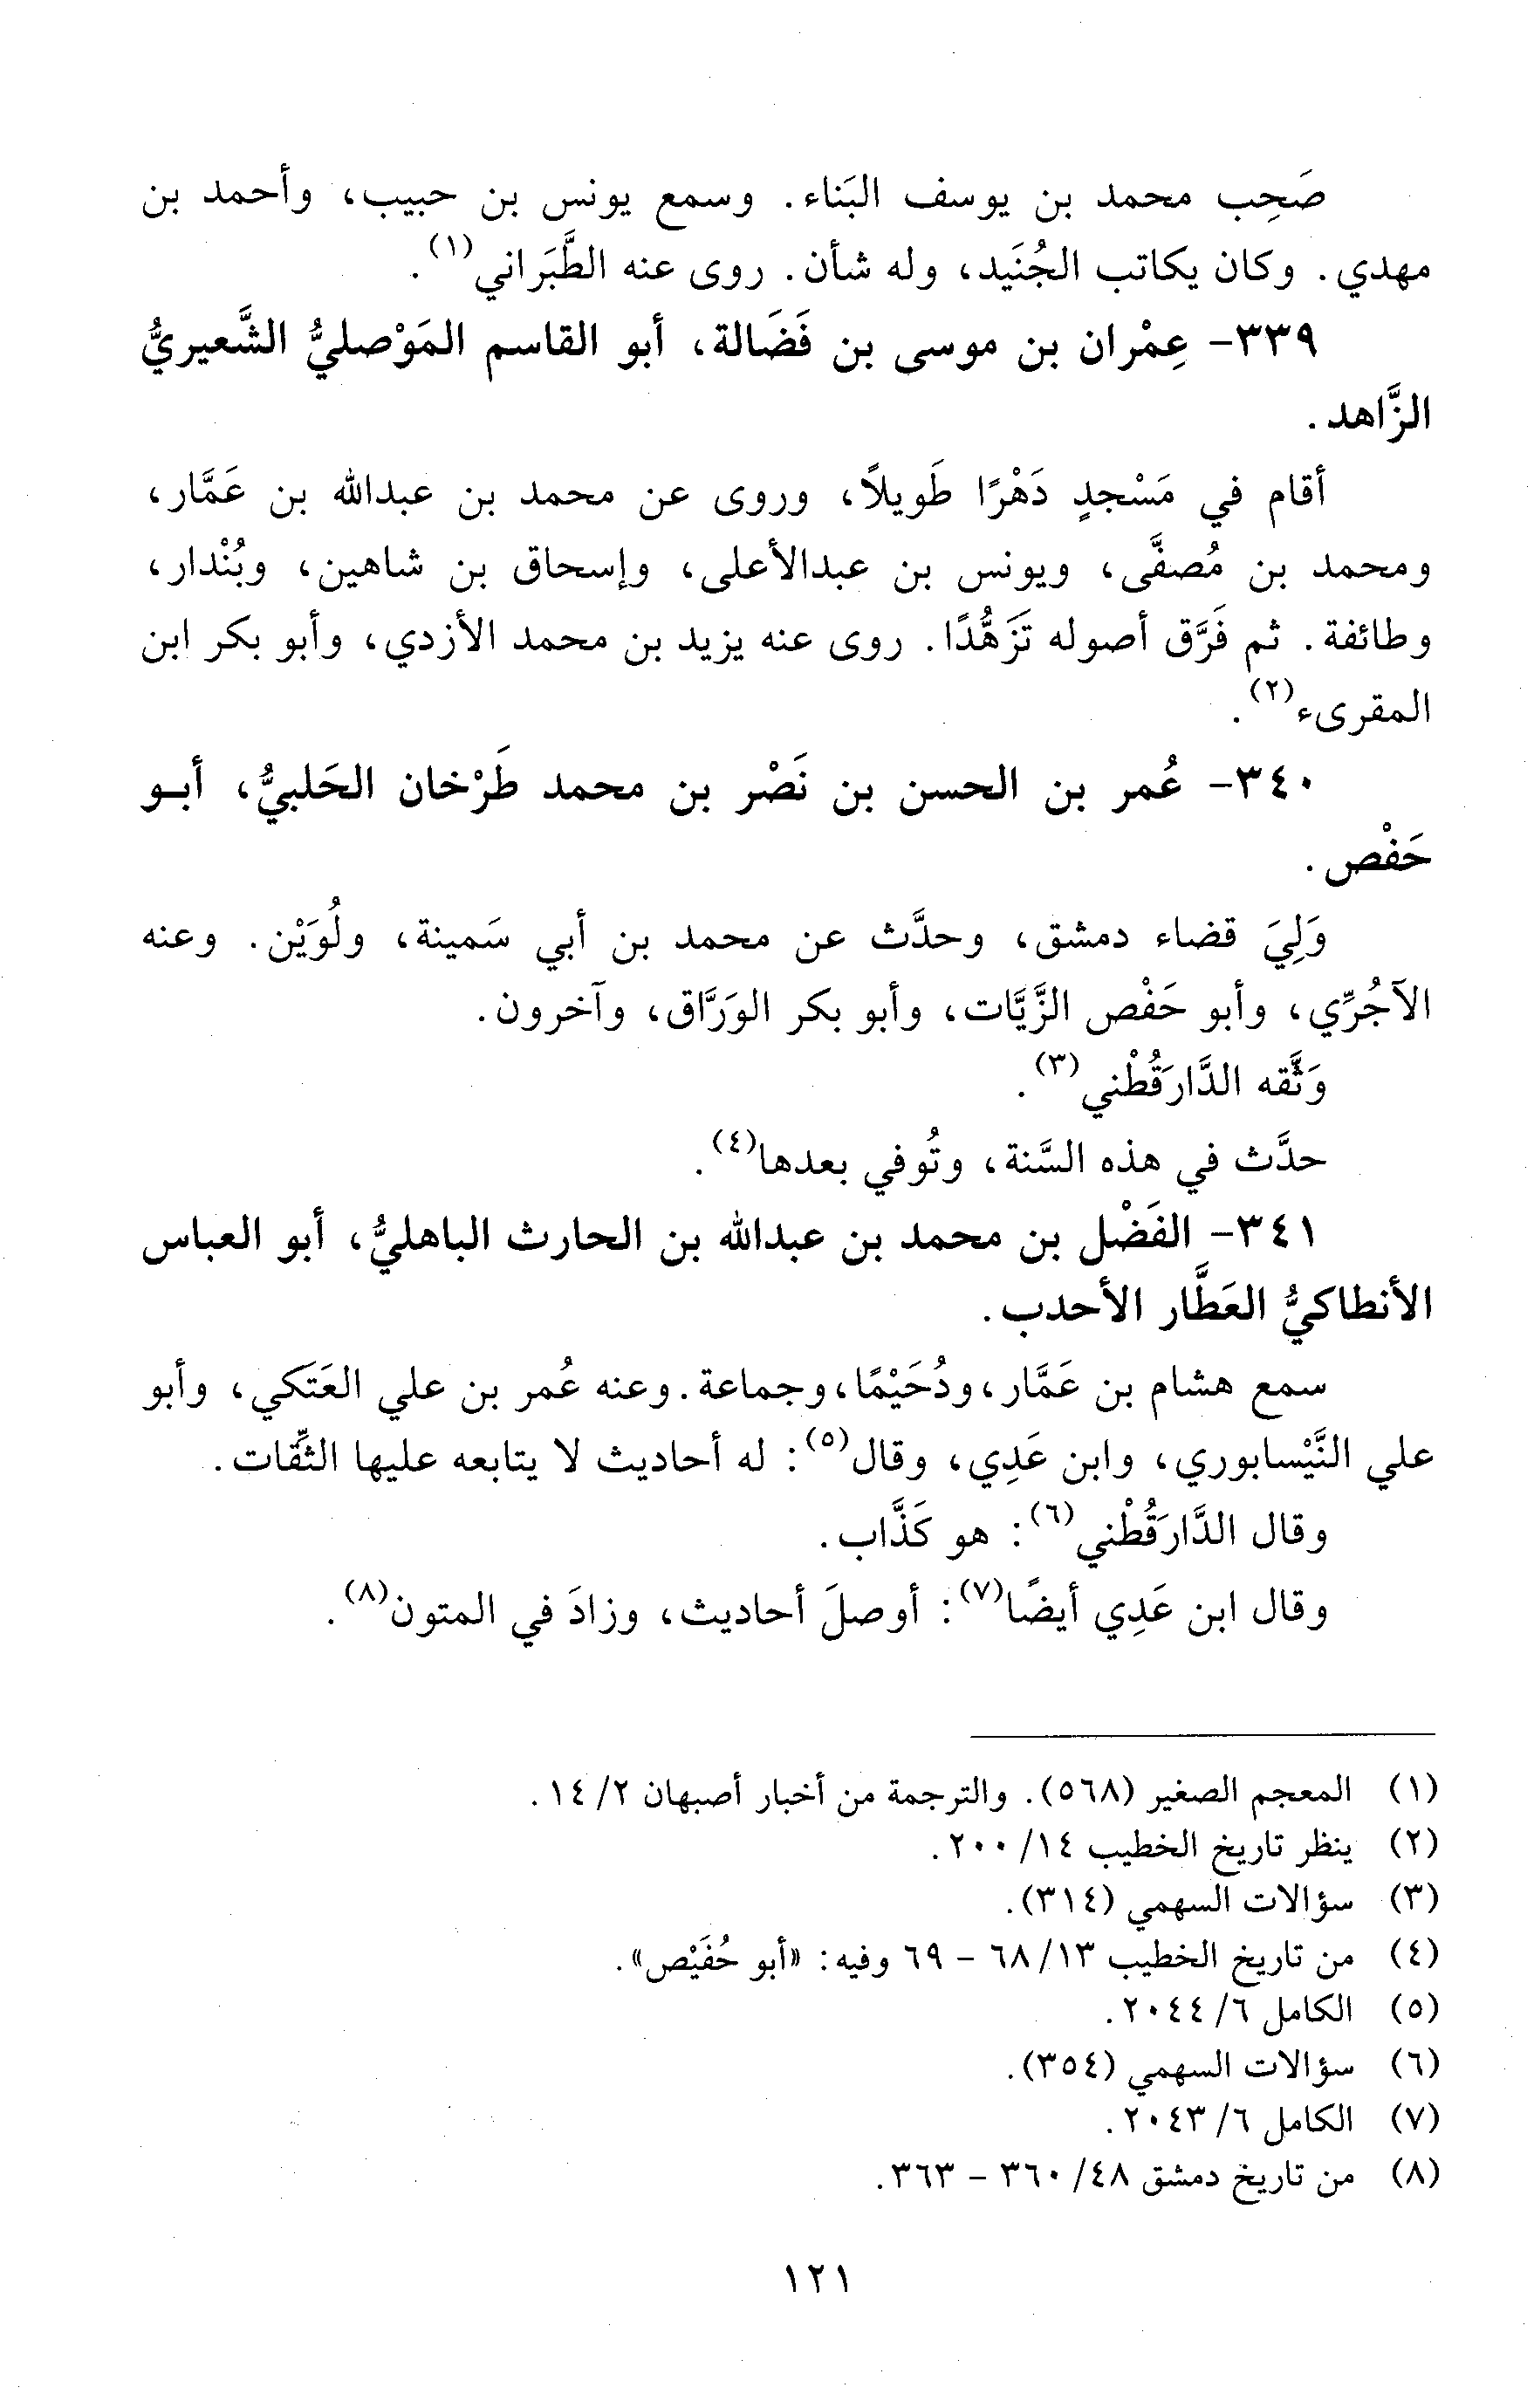 صَحِب محمد بن يوسف البَناء. وسمع يونس بن حبيب، وأحمد بن
مهدي. وكان يكاتب الجُنَيد، وله شأن. روى عنه الطَّبَراني(١).
٣٣٩- عِمْران بن موسى بن فَضَالة، أبو القاسم المَوْصليُّ الشَّعيريُّ
الزَّاهد.
أقام في مَسْجدٍ دَهْرًا طَويلاً، وروى عن محمد بن عبدالله بن عَمَّار،
ومحمد بن مُصفَّى، ويونس بن عبدالأعلى، وإسحاق بن شاهين، وبُنْدار،
وطائفة. ثم فَرَّق أصوله تَزَهُّدًا. روى عنه يزيد بن محمد الأزدي، وأبو بكر ابن
المقرىء(٢).
٣٤٠- عُمر بن الحسن بن نَصْر بن محمد طَرْخان الحَلبيُّ، أبو
حَفْص.
وَلِيَ قضاء دمشق، وحدَّث عن محمد بن أبي سَمينة، ولُوَيْن. وعنه
الآجُرِّي، وأبو حَفْص الزَّيَّات، وأبو بكر الورَّاق، وآخرون.
وَثَّقه الدَّارَقُطْني(٣).
حدَّث في هذه السَّنة، وتُوفي بعدها(٤).
٣٤١- الفَضْل بن محمد بن عبدالله بن الحارث الباهليُّ، أبو العباس
الأنطاكيُّ العَطَّار الأحدب.
سمع هشام بن عَمَّار، ودُحَيْمًا، وجماعة. وعنه عُمر بن علي العَتَكي، وأبو
علي النَّيْسابوري، وابن عَدِي، وقال(٥): له أحاديث لا يتابعه عليها الثِّقات.
وقال الدَّارَقُطْني(٦): هو كَذَّاب.
وقال ابن عَدِي أيضًا(٧): أوصلَ أحاديث، وزادَ في المتون(٨).
(١) المعجم الصغير (٥٦٨). والترجمة من أخبار أصبهان ٢/ ١٤.
(٢) ينظر تاريخ الخطيب ١٤/ ٢٠٠.
(٣) سؤالات السهمي (٣١٤).
(٤) من تاريخ الخطيب ١٣/ ٦٨ - ٦٩ وفيه: «أبو حُفَيْص».
(٥) الكامل ٦/ ٢٠٤٤.
(٦) سؤالات السهمي (٣٥٤).
(٧) الكامل ٦/ ٢٠٤٣.
(٨) من تاريخ دمشق ٤٨/ ٣٦٠ - ٣٦٣.
١٢١